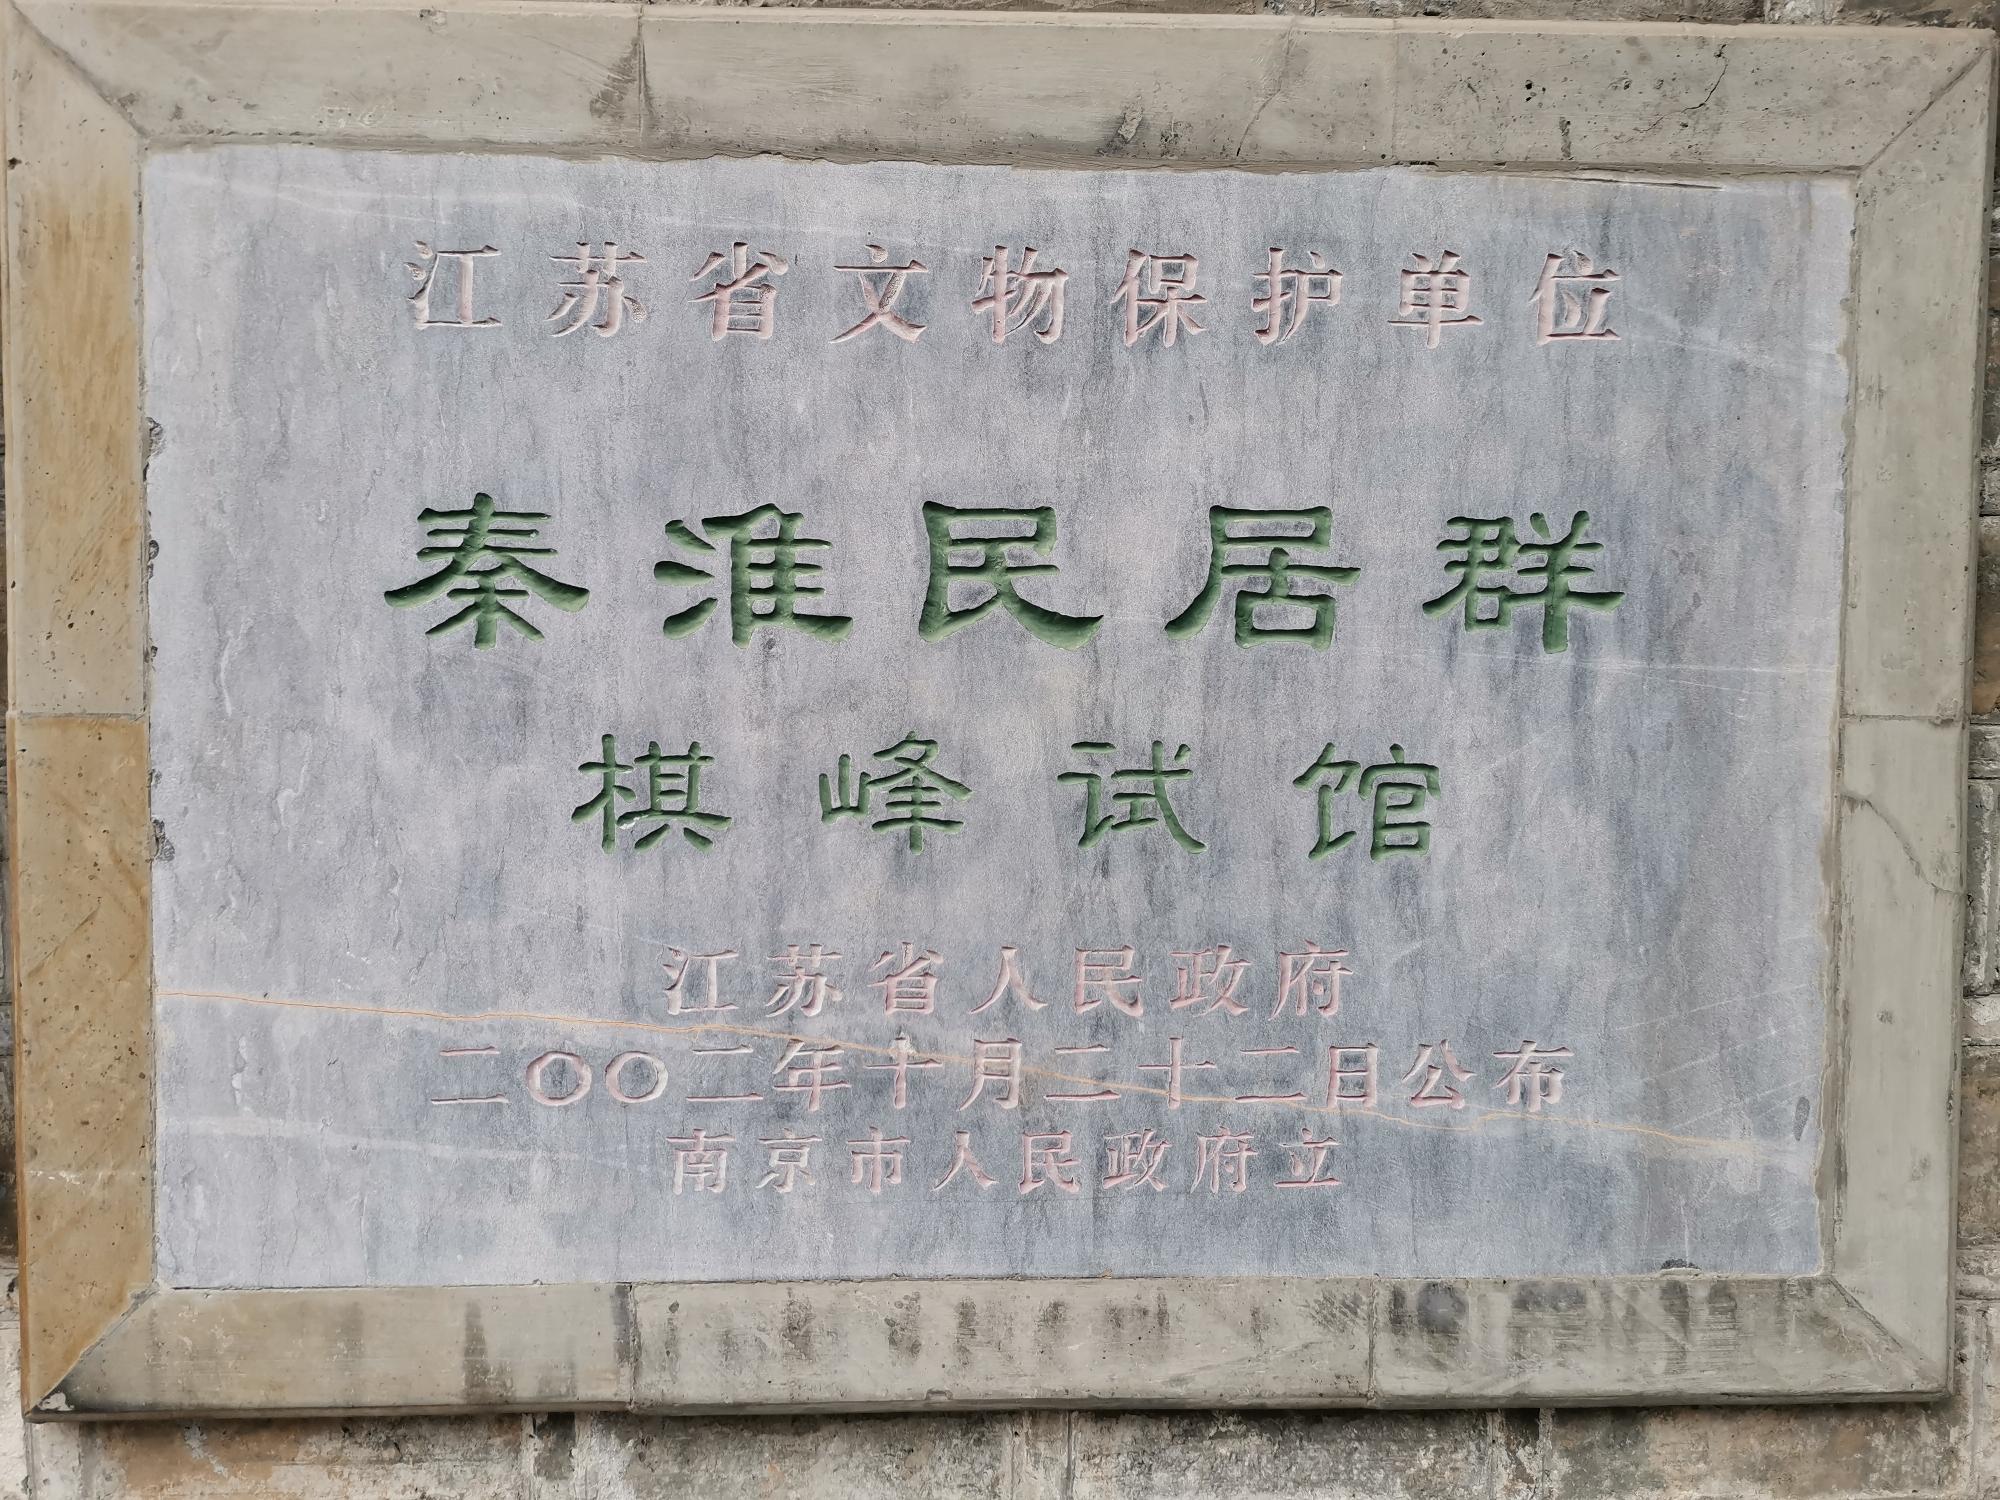 江苏省文物保护单位
秦淮民居群
棋峰试馆
江苏省人民政府
二〇〇二年十月二十二日公布
南京市人民政府立